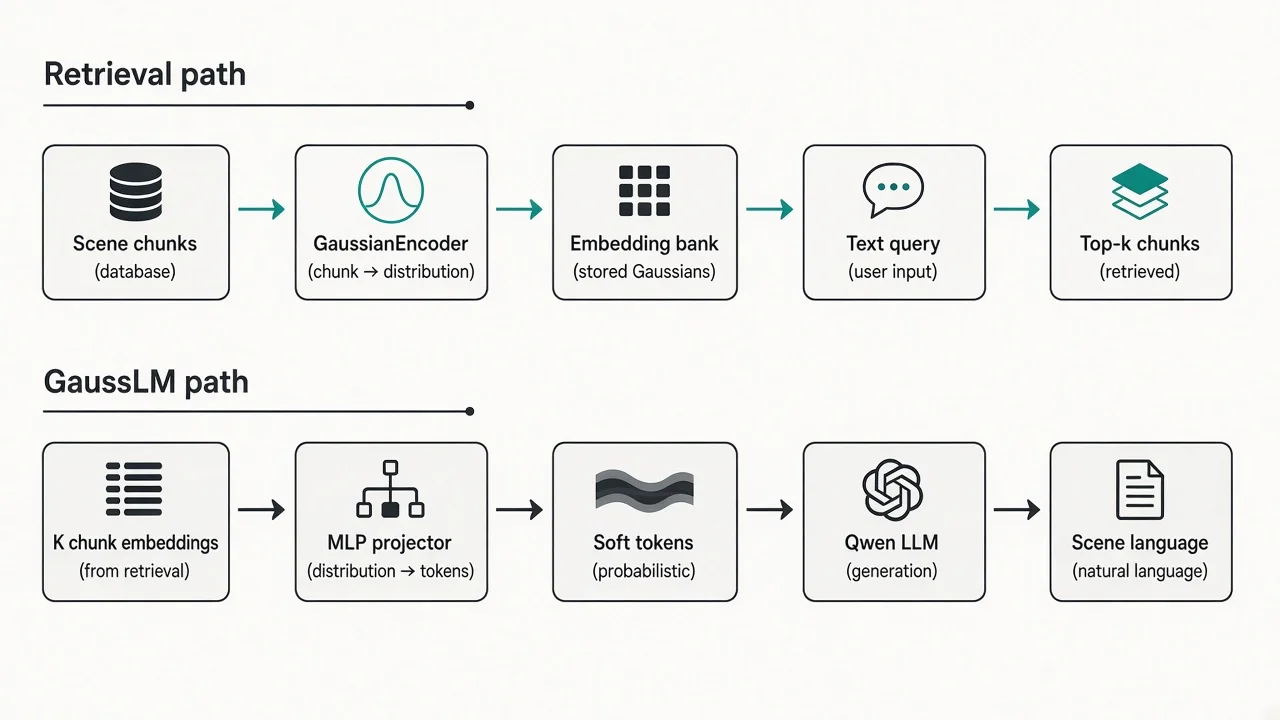 Retrieval path
Scene chunks
(database)
GaussianEncoder
(chunk → distribution)
Embedding bank
(stored Gaussians)
Text query
(user input)
Top-k chunks
(retrieved)
GaussLM path
K chunk embeddings
(from retrieval)
MLP projector
(distribution → tokens)
Soft tokens
(probabilistic)
Qwen LLM
(generation)
Scene language
(natural language)